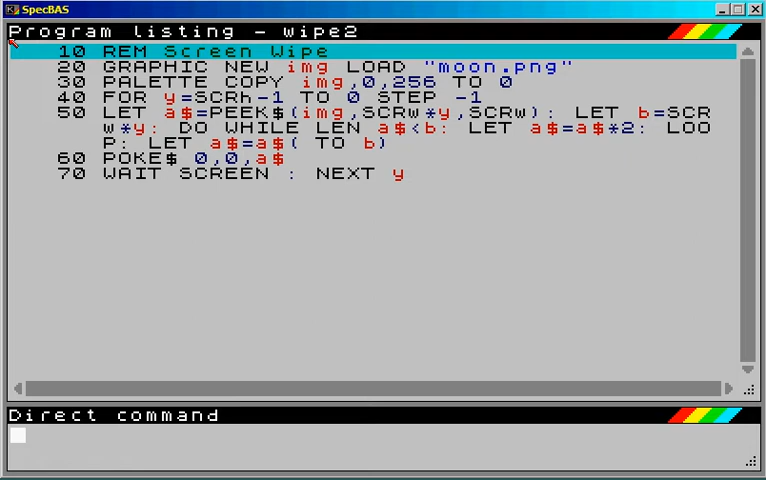 SpecBAS
Program listing - wipe2
10 REM Screen Wipe
20 GRAPHIC NEW img LOAD "moon.png"
30 PALETTE COPY img,0,256 TO 0
40 FOR y=SCRh-1 TO 0 STEP -1
50 LET a$=PEEK$(img,SCRw*y,SCRw): LET b=SCR
w*y: DO WHILE LEN a$<b: LET a$=a$*2: LOO
P: LET a$=a$( TO b)
60 POKE$ 0,0,a$
70 WAIT SCREEN : NEXT y
Direct command